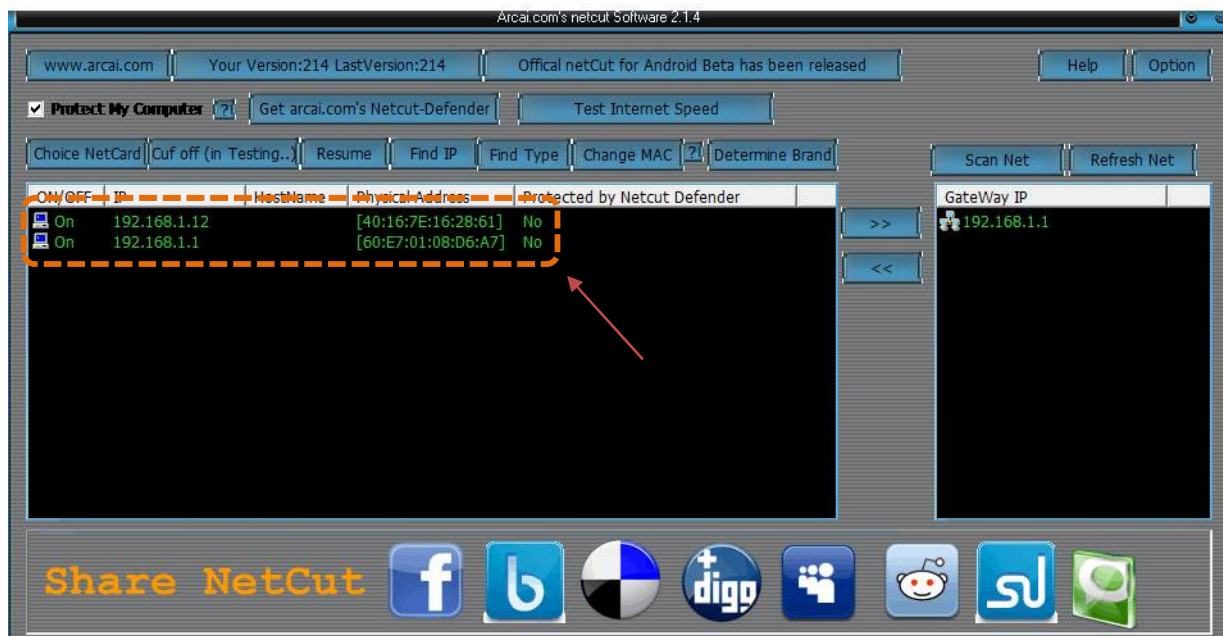 Arcai.com's netcut Software 2.1.4
www.arcai.com Your Version:214 LastVersion:214 Offical netCut for Android Beta has been released Help Option
Protect My Computer ? Get arcai.com's Netcut-Defender Test Internet Speed
Choice NetCard Cuf off (in Testing..) Resume Find IP Find Type Change MAC ? Determine Brand Scan Net Refresh Net
ON/OFF IP HostName Physical Address Protected by Netcut Defender GateWay IP
On 192.168.1.12 [40:16:7E:16:28:61] No >> 192.168.1.1
On 192.168.1.1 [60:E7:01:08:D6:A7] No
<<
Share NetCut f b digg su